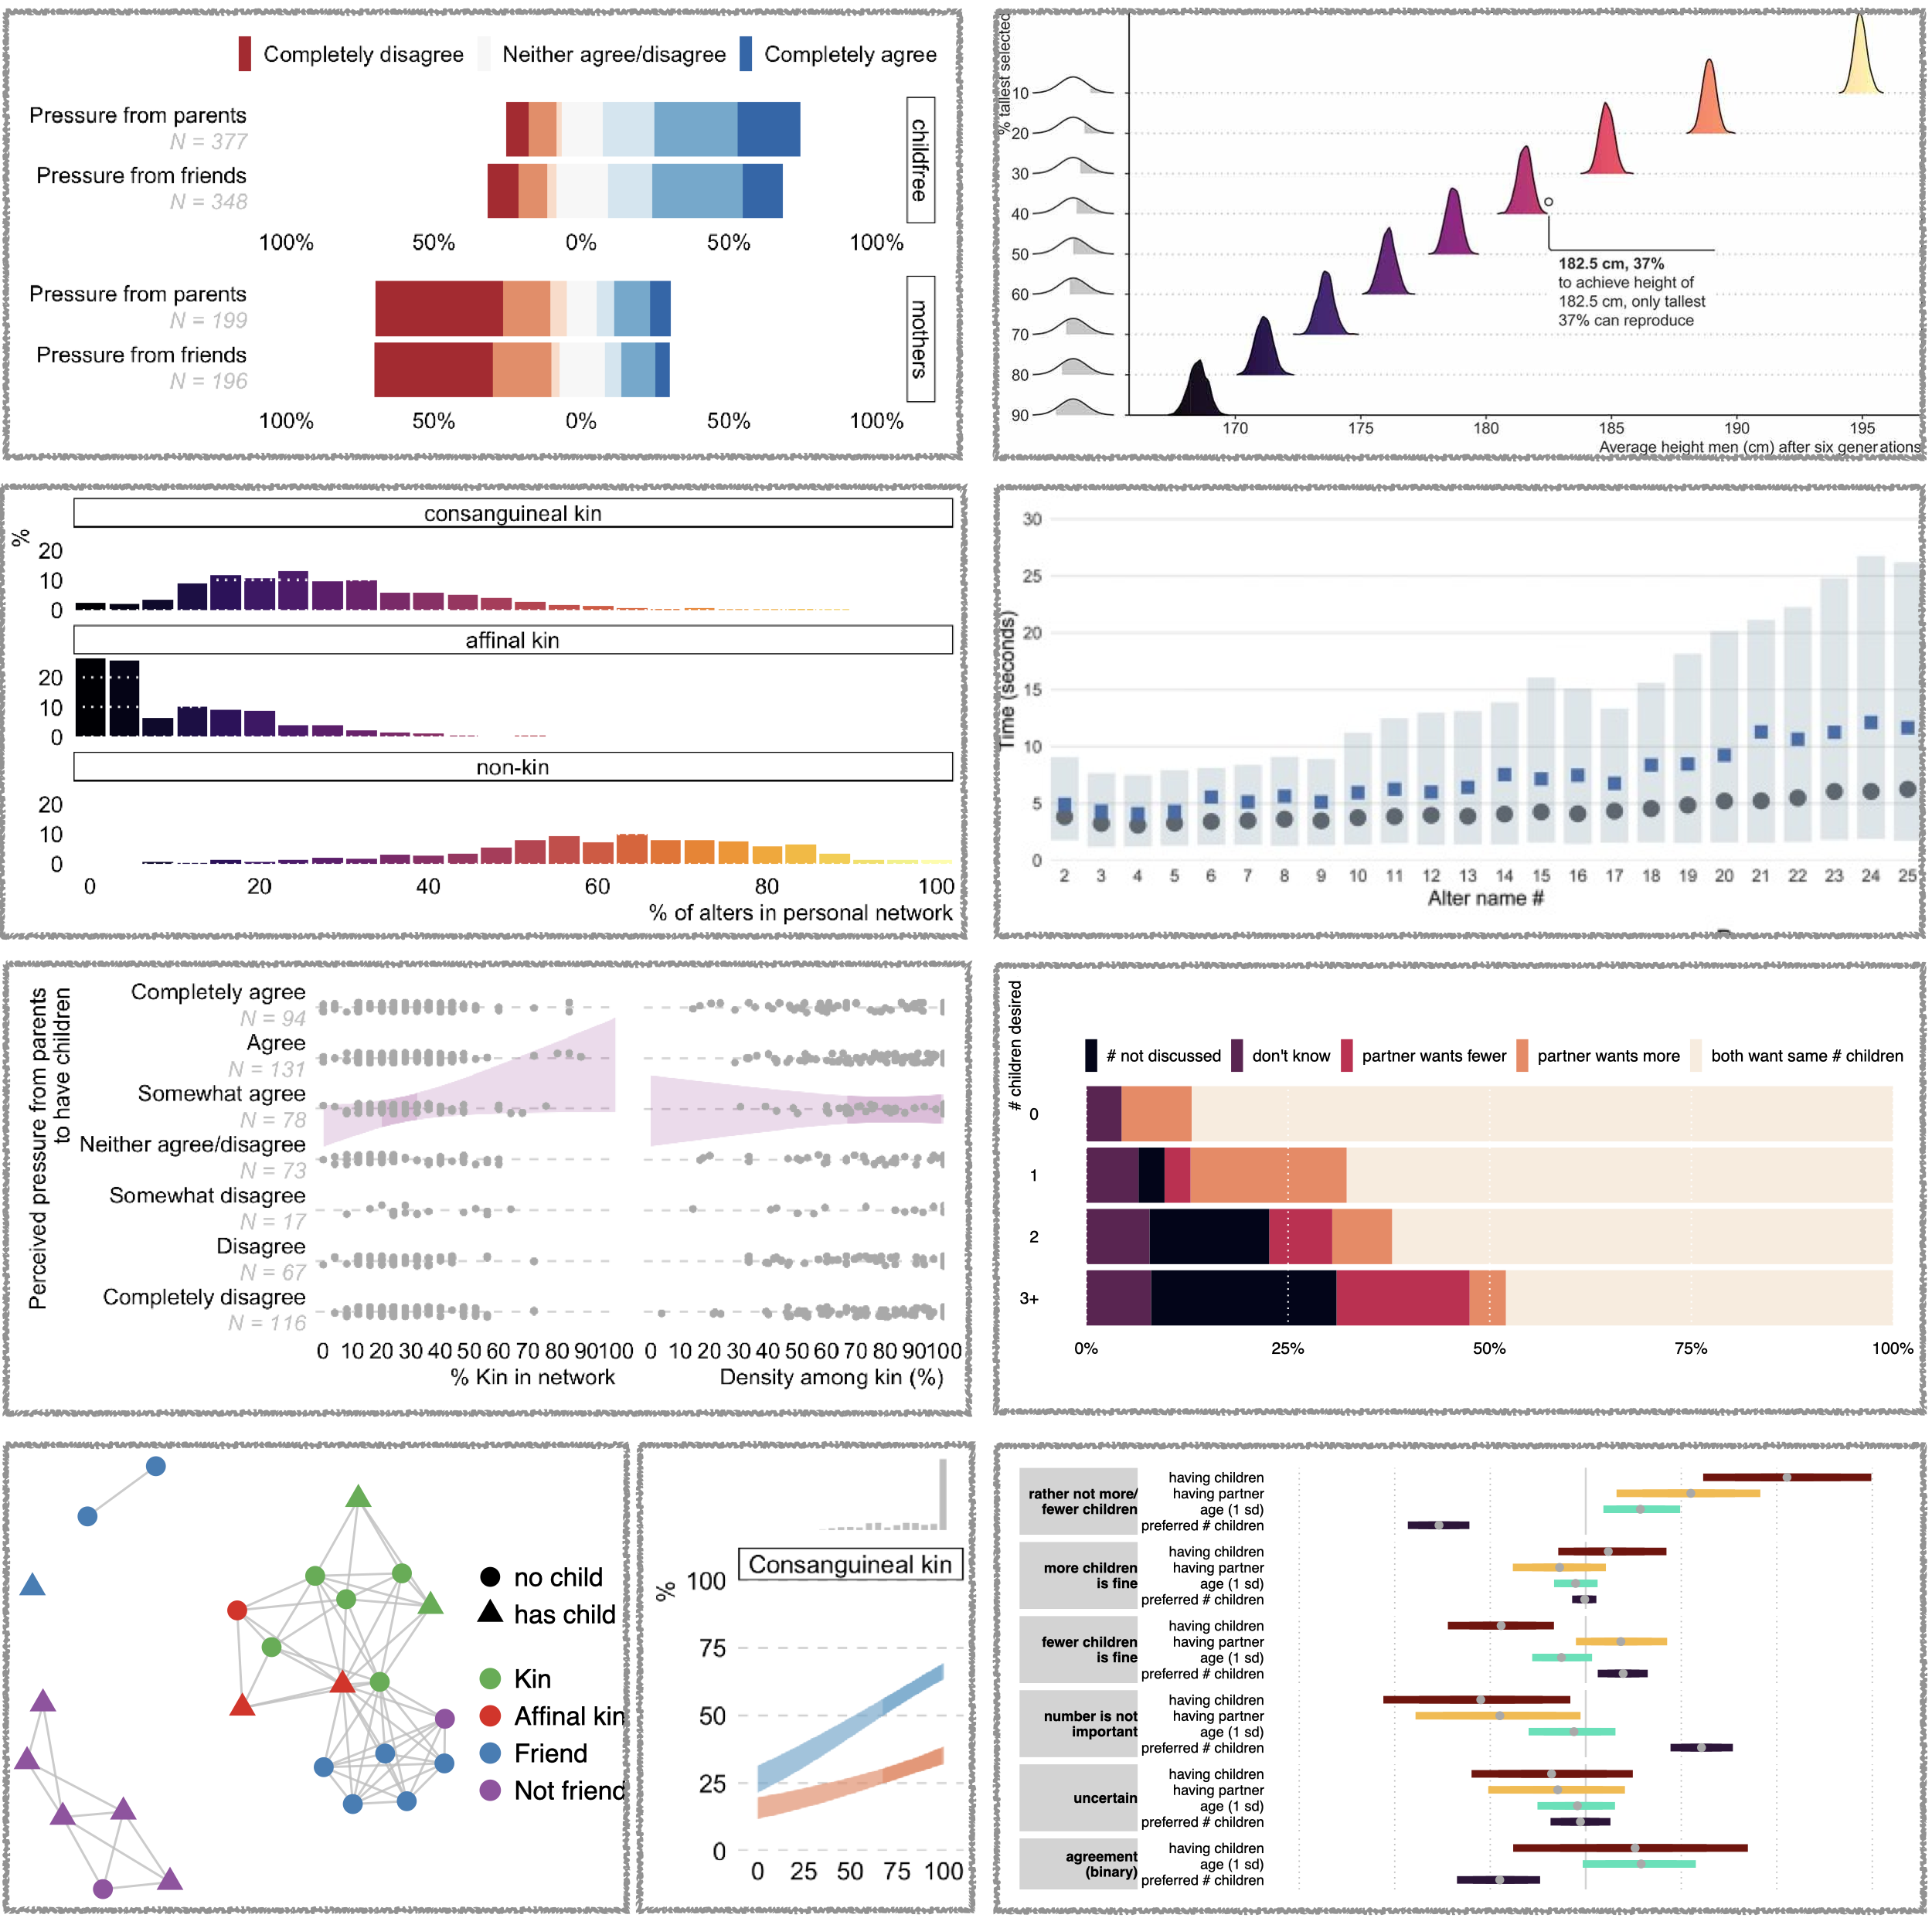 Completely disagree Neither agree/disagree Completely agree
Pressure from parents
N = 377
Pressure from friends
N = 348
childfree
100% 50% 0% 50% 100%
Pressure from parents
N = 199
Pressure from friends
N = 196
mothers
100% 50% 0% 50% 100%
% tallest selected
10
20
30
40
50
60
70
80
90
182.5 cm, 37%
to achieve height of
182.5 cm, only tallest
37% can reproduce
170 175 180 185 190 195
Average height men (cm) after six generations
consanguineal kin
%
20
10
0
affinal kin
20
10
0
non-kin
20
10
0
0 20 40 60 80 100
% of alters in personal network
30
25
20
15
10
5
0
Time (seconds)
2 3 4 5 6 7 8 9 10 11 12 13 14 15 16 17 18 19 20 21 22 23 24 25
Alter name #
Perceived pressure from parents
to have children
Completely agree
N = 94
Agree
N = 131
Somewhat agree
N = 78
Neither agree/disagree
N = 73
Somewhat disagree
N = 17
Disagree
N = 67
Completely disagree
N = 116
0 10 20 30 40 50 60 70 80 90100 0 10 20 30 40 50 60 70 80 90100
% Kin in network Density among kin (%)
# children desired
# not discussed don't know partner wants fewer partner wants more both want same # children
0
1
2
3+
0% 25% 50% 75% 100%
no child
has child
Kin
Affinal kin
Friend
Not friend
Consanguineal kin
%
100
75
50
25
0
0 25 50 75 100
rather not more/
fewer children
having children
having partner
age (1 sd)
preferred # children
more children
is fine
having children
having partner
age (1 sd)
preferred # children
fewer children
is fine
having children
having partner
age (1 sd)
preferred # children
number is not
important
having children
having partner
age (1 sd)
preferred # children
uncertain
having children
having partner
age (1 sd)
preferred # children
agreement
(binary)
having children
age (1 sd)
preferred # children